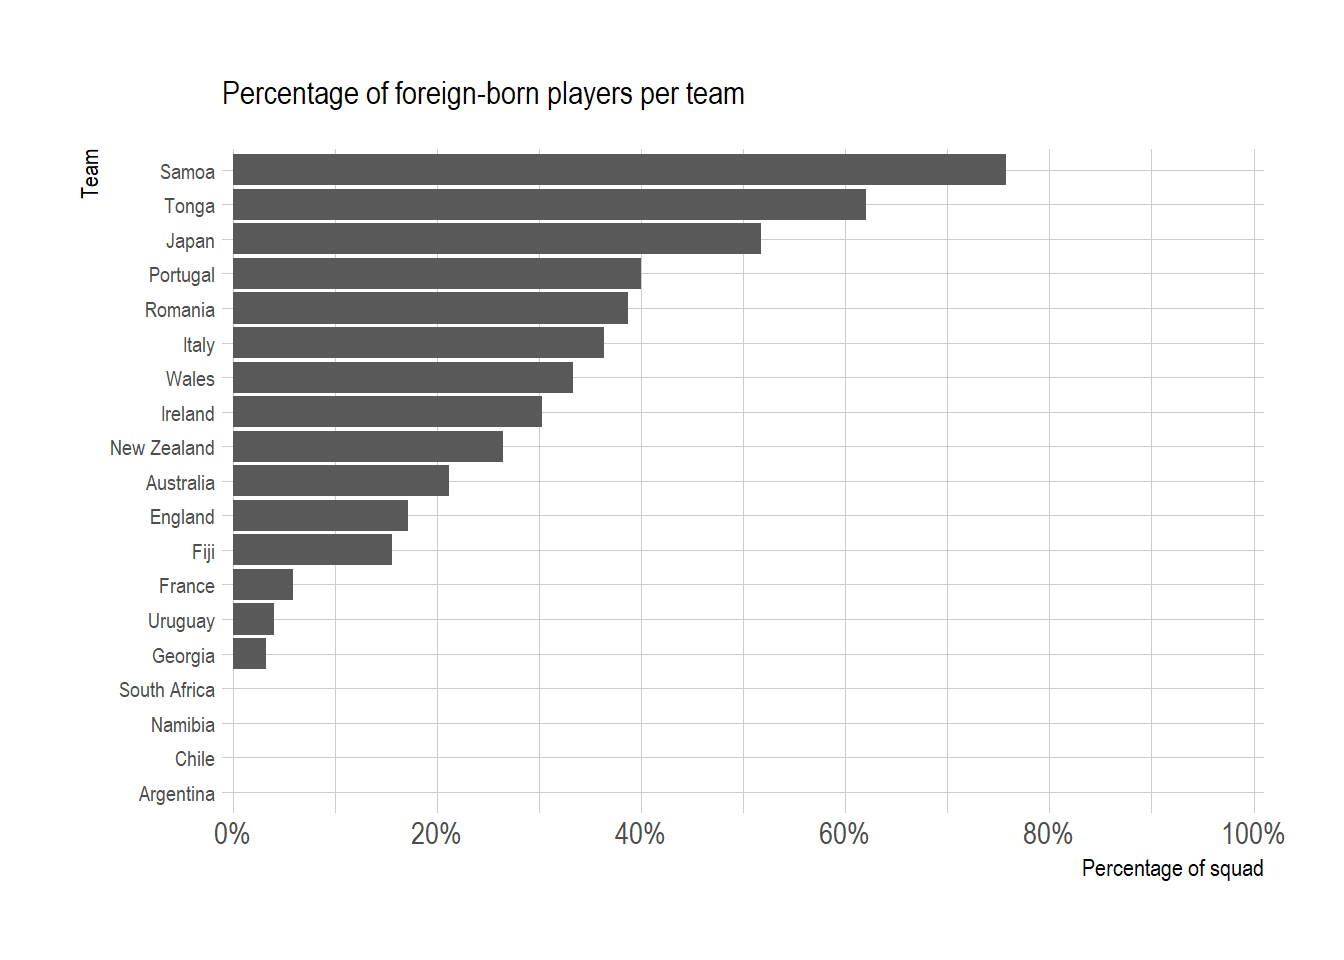 Percentage of foreign-born players per team
Team
Samoa
Tonga
Japan
Portugal
Romania
Italy
Wales
Ireland
New Zealand
Australia
England
Fiji
France
Uruguay
Georgia
South Africa
Namibia
Chile
Argentina
0% 20% 40% 60% 80% 100%
Percentage of squad